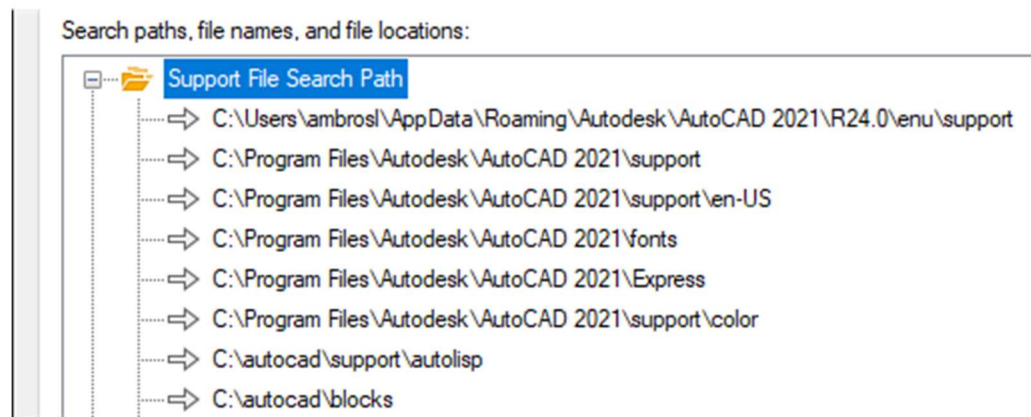 Search paths, file names, and file locations:
Support File Search Path
C:\Users\ambrosl\AppData\Roaming\Autodesk\AutoCAD 2021\R24.0\enu\support
C:\Program Files\Autodesk\AutoCAD 2021\support
C:\Program Files\Autodesk\AutoCAD 2021\support\en-US
C:\Program Files\Autodesk\AutoCAD 2021\fonts
C:\Program Files\Autodesk\AutoCAD 2021\Express
C:\Program Files\Autodesk\AutoCAD 2021\support\color
C:\autocad\support\autolisp
C:\autocad\blocks